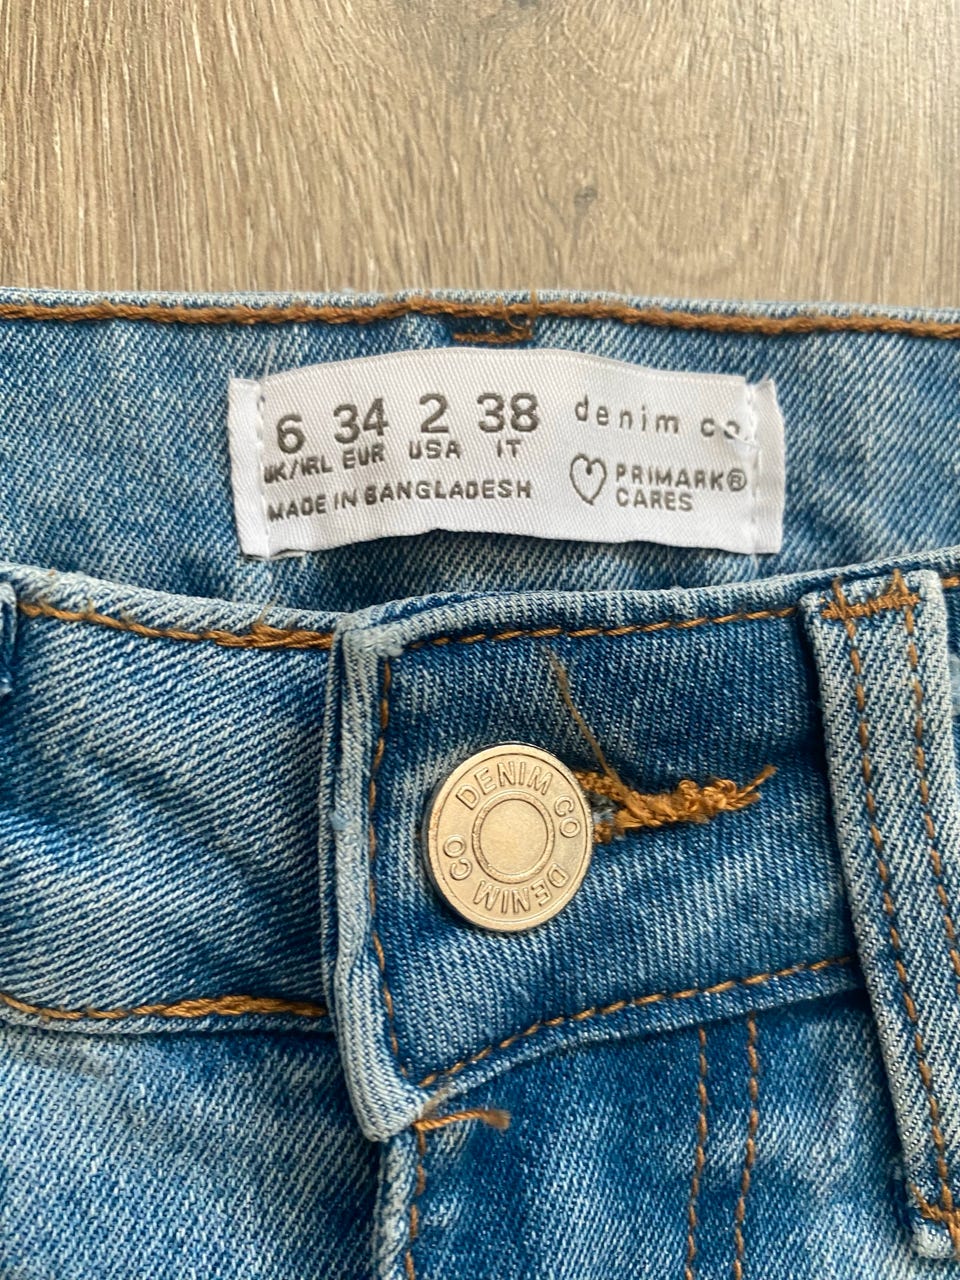 6 34 2 38
UK/IRL EUR USA IT
MADE IN BANGLADESH
denim co.
PRIMARK®
CARES
DENIM CO DENIM CO